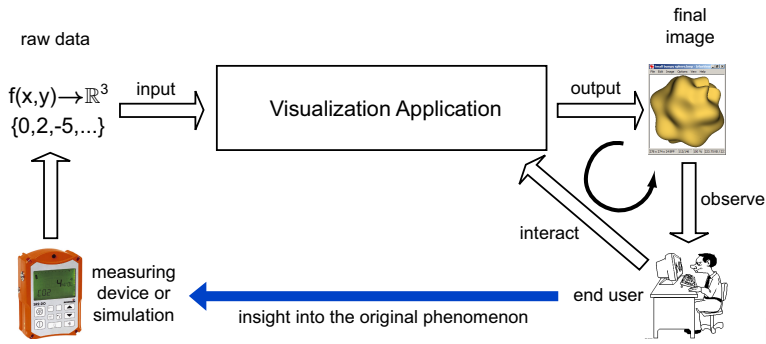 raw data
final
image
f(x,y)→ℝ³
{0,2,-5,...}
input
Visualization Application
output
observe
interact
measuring
device or
simulation
end user
insight into the original phenomenon
CO2